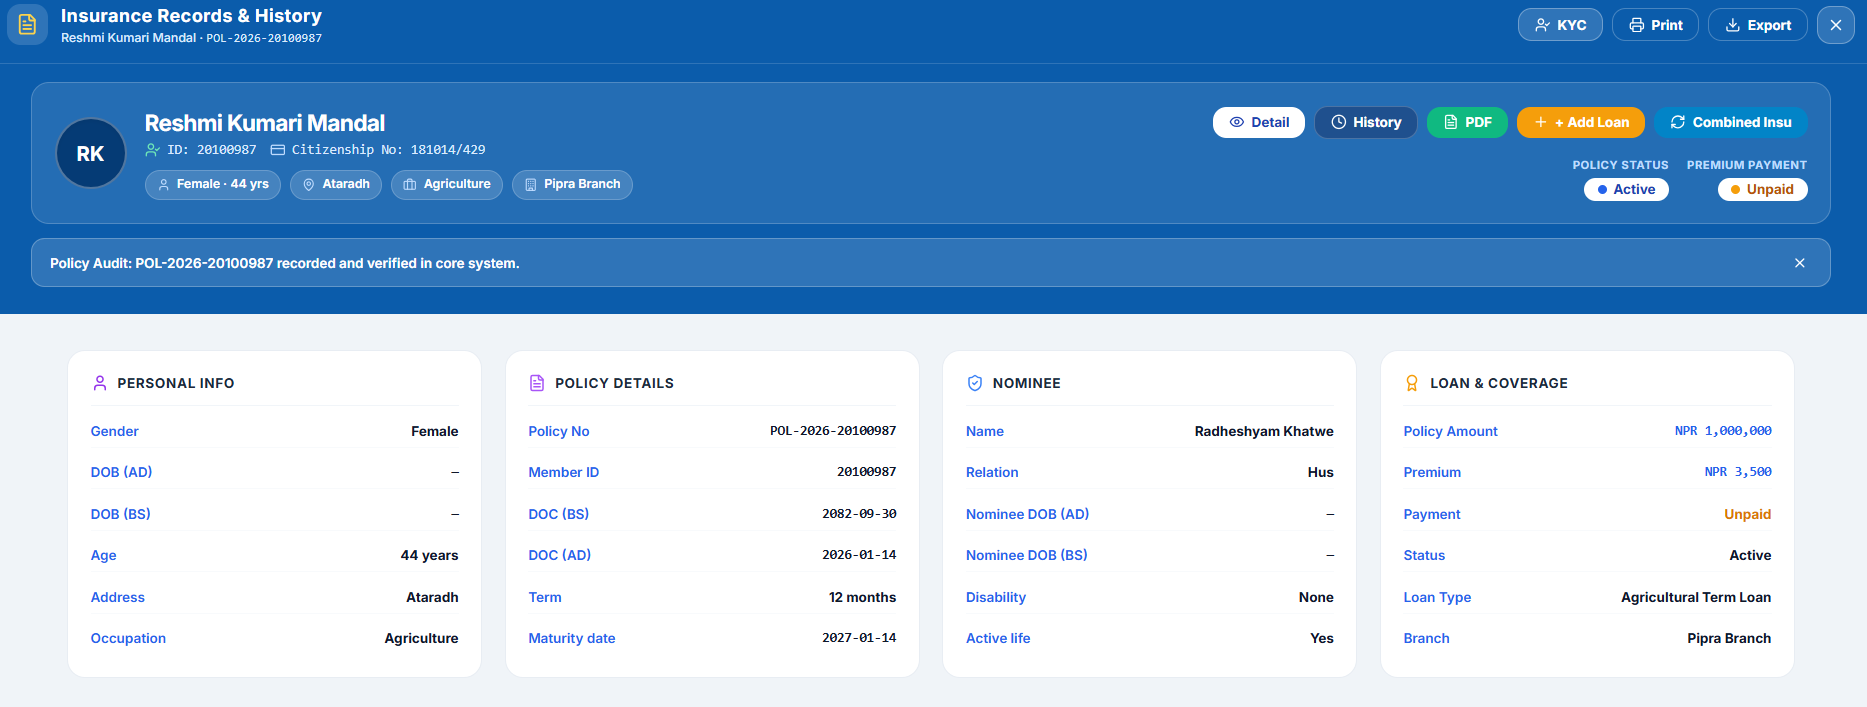 Insurance Records & History
Reshmi Kumari Mandal · POL-2026-20100987
KYC
Print
Export
RK
Reshmi Kumari Mandal
ID: 20100987 Citizenship No: 181014/429
Female · 44 yrs
Ataradh
Agriculture
Pipra Branch
Detail
History
PDF
+ Add Loan
Combined Insu
POLICY STATUS
Active
PREMIUM PAYMENT
Unpaid
Policy Audit: POL-2026-20100987 recorded and verified in core system.
PERSONAL INFO
Gender Female
DOB (AD) –
DOB (BS) –
Age 44 years
Address Ataradh
Occupation Agriculture
POLICY DETAILS
Policy No POL-2026-20100987
Member ID 20100987
DOC (BS) 2082-09-30
DOC (AD) 2026-01-14
Term 12 months
Maturity date 2027-01-14
NOMINEE
Name Radheshyam Khatwe
Relation Hus
Nominee DOB (AD) –
Nominee DOB (BS) –
Disability None
Active life Yes
LOAN & COVERAGE
Policy Amount NPR 1,000,000
Premium NPR 3,500
Payment Unpaid
Status Active
Loan Type Agricultural Term Loan
Branch Pipra Branch